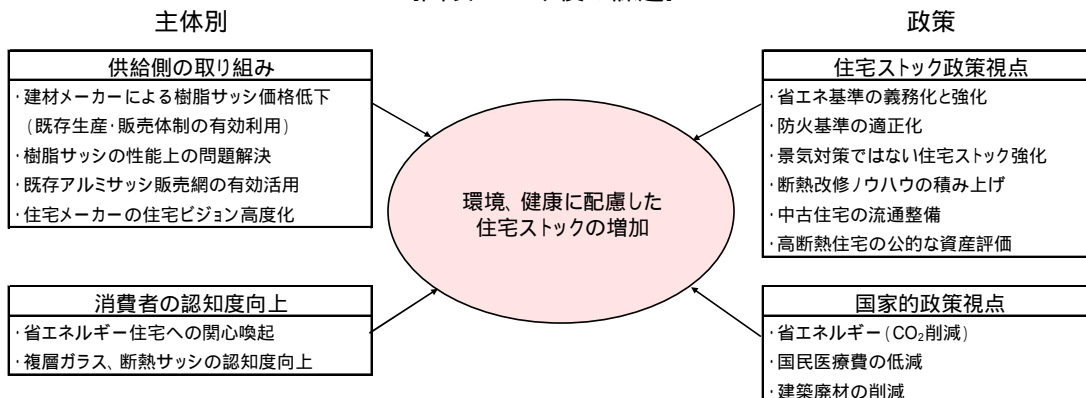 主体別
政策
供給側の取り組み
・建材メーカーによる樹脂サッシ価格低下
（既存生産・販売体制の有効利用）
・樹脂サッシの性能上の問題解決
・既存アルミサッシ販売網の有効活用
・住宅メーカーの住宅ビジョン高度化
消費者の認知度向上
・省エネルギー住宅への関心喚起
・複層ガラス、断熱サッシの認知度向上
環境、健康に配慮した
住宅ストックの増加
住宅ストック政策視点
・省エネ基準の義務化と強化
・防火基準の適正化
・景気対策ではない住宅ストック強化
・断熱改修ノウハウの積み上げ
・中古住宅の流通整備
・高断熱住宅の公的な資産評価
国家的政策視点
・省エネルギー（CO₂削減）
・国民医療費の低減
・建築廃材の削減